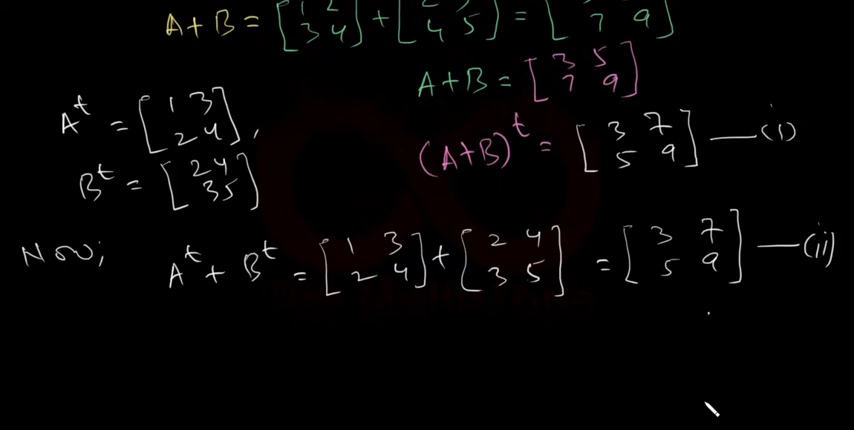 A+B = [1 2 3 4] + [2 3 4 5] = [3 5 7 9]
A+B = [3 5 7 9]
A^t = [1 3 2 4],
(A+B)^t = [3 7 5 9] — (i)
B^t = [2 4 3 5]
Now; A^t + B^t = [1 3 2 4] + [2 4 3 5] = [3 7 5 9] — (ii)